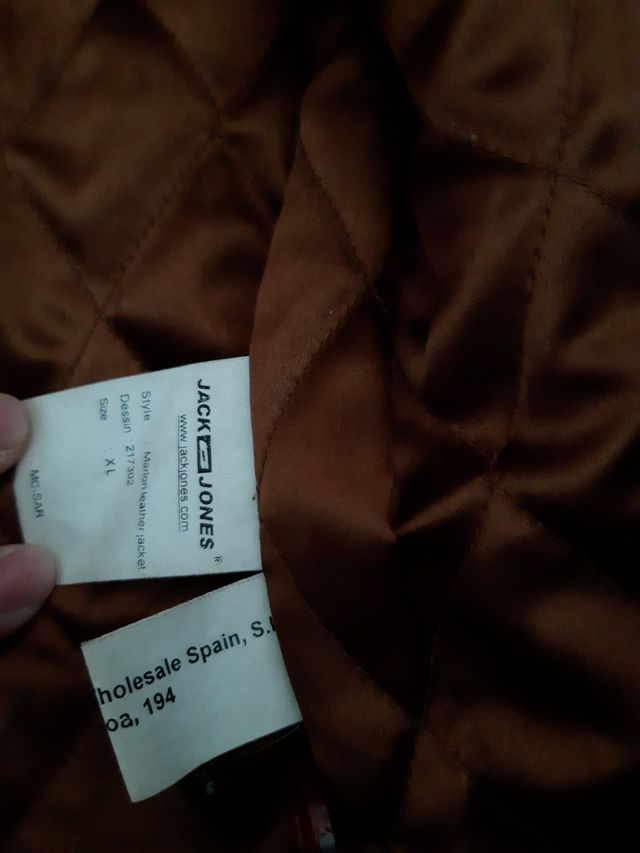 JACK JONES®
www.jackjones.com
Style : Marlon leather jacket
Dessin : 217302
Size : XL
MC-SAR
holesale Spain, S.
oa, 194